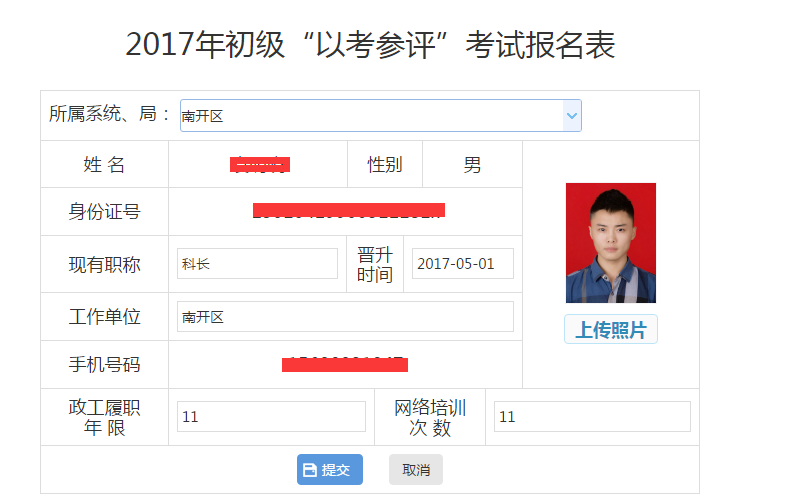 2017年初级“以考参评”考试报名表
所属系统、局： 南开区
姓 名 性别 男
身份证号
现有职称 科长 晋升时间 2017-05-01
工作单位 南开区
上传照片
手机号码
政工履职年 限 11 网络培训次 数 11
提交 取消